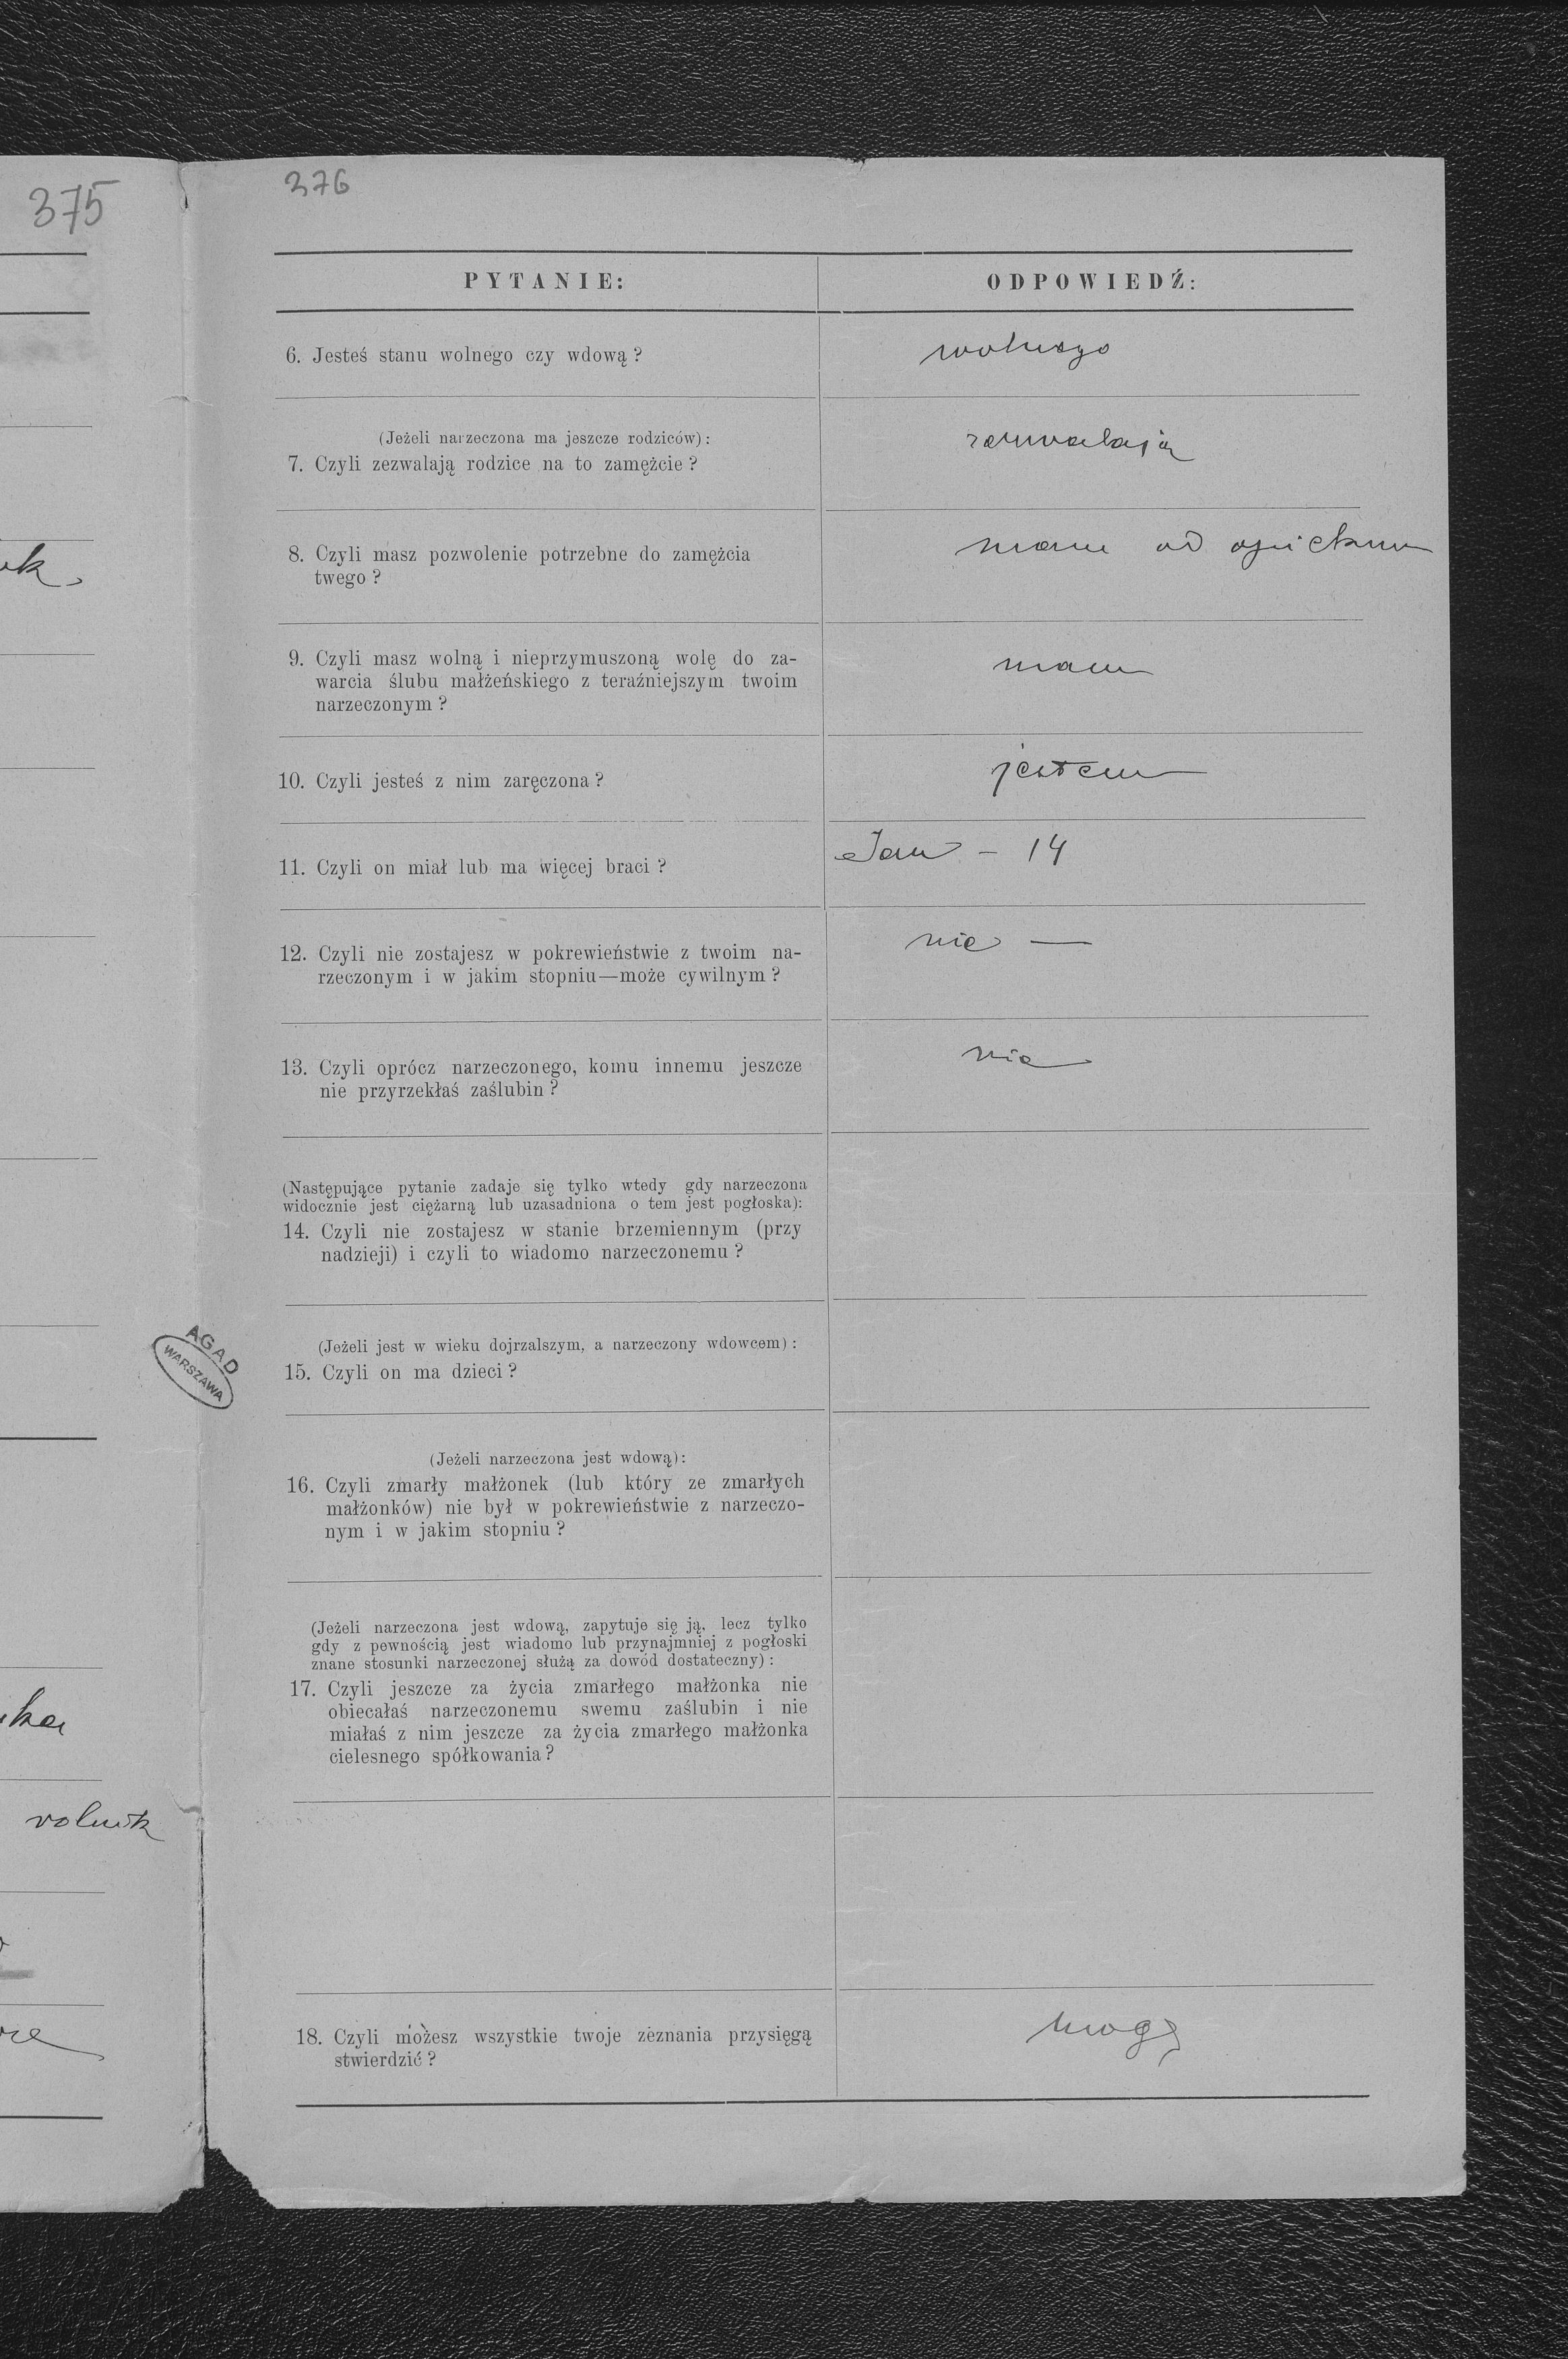 375
376
PYTANIE: ODPOWIEDŹ:
6. Jesteś stanu wolnego czy wdową? wolnego
(Jeżeli narzeczona ma jeszcze rodziców):
7. Czyli zezwalają rodzice na to zamężcie? zezwalają
8. Czyli masz pozwolenie potrzebne do zamężcia mam od opiekuna
twego?
9. Czyli masz wolną i nieprzymuszoną wolę do za-
warcia ślubu małżeńskiego z teraźniejszym twoim mam
narzeczonym?
10. Czyli jesteś z nim zaręczona? jestem
11. Czyli on miał lub ma więcej braci? Jan - 14
12. Czyli nie zostajesz w pokrewieństwie z twoim na- nie —
rzeczonym i w jakim stopniu—może cywilnym?
13. Czyli oprócz narzeczonego, komu innemu jeszcze nie
nie przyrzekłaś zaślubin?
(Następujące pytanie zadaje się tylko wtedy gdy narzeczona
widocznie jest ciężarną lub uzasadniona o tem jest pogłoska):
14. Czyli nie zostajesz w stanie brzemiennym (przy
nadzieji) i czyli to wiadomo narzeczonemu?
AGAD
WARSZAWA
(Jeżeli jest w wieku dojrzalszym, a narzeczony wdowcem):
15. Czyli on ma dzieci?
(Jeżeli narzeczona jest wdową):
16. Czyli zmarły małżonek (lub który ze zmarłych
małżonków) nie był w pokrewieństwie z narzeczo-
nym i w jakim stopniu?
(Jeżeli narzeczona jest wdową, zapytuje się ją, lecz tylko
gdy z pewnością jest wiadomo lub przynajmniej z pogłoski
znane stosunki narzeczonej służą za dowód dostateczny):
17. Czyli jeszcze za życia zmarłego małżonka nie
obiecałaś narzeczonemu swemu zaślubin i nie
miałaś z nim jeszcze za życia zmarłego małżonka
cielesnego spółkowania?
18. Czyli możesz wszystkie twoje zeznania przysięgą mogę
stwierdzić?